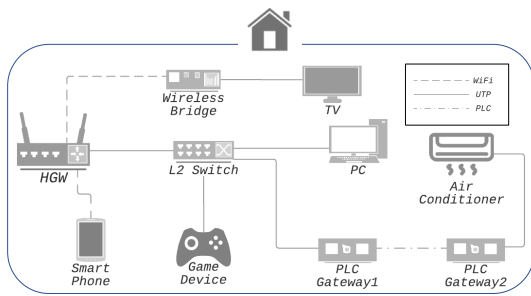 WiFi
UTP
PLC
Wireless
Bridge
TV
HGW
L2 Switch
PC
Air
Conditioner
Smart
Phone
Game
Device
PLC
Gateway1
PLC
Gateway2